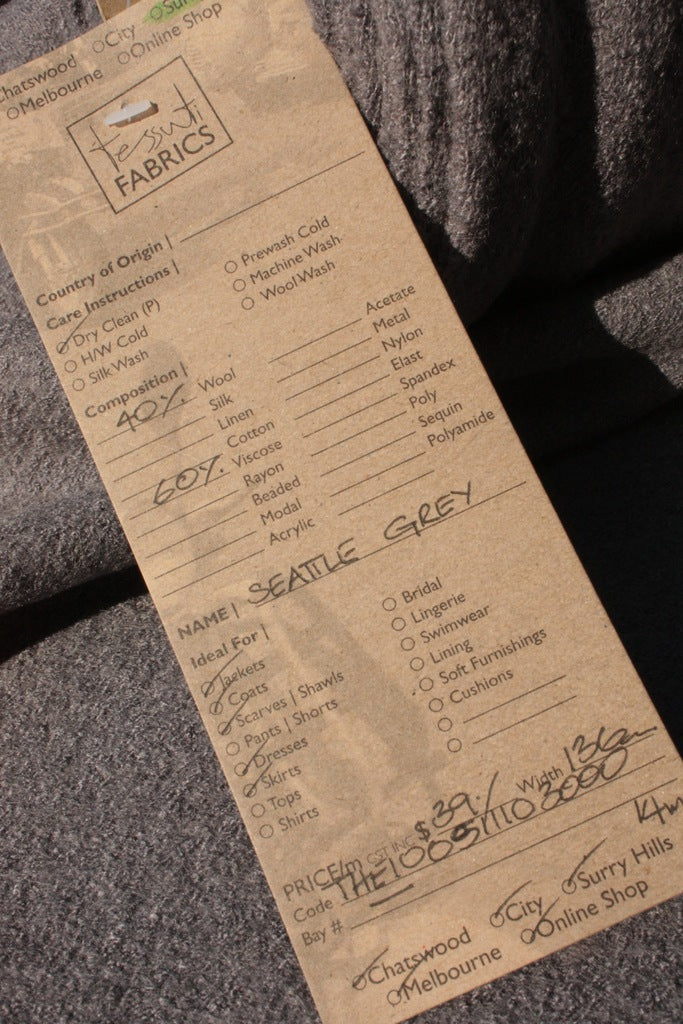 Chatswood City Sur
Melbourne Online Shop
tessuti
FABRICS
Country of Origin |
Care Instructions |
Dry Clean (P) Prewash Cold
H/W Cold Machine Wash
Silk Wash Wool Wash
Composition |
40% Wool Acetate
Silk Metal
Linen Nylon
Cotton Elast
60% Viscose Spandex
Rayon Poly
Beaded Sequin
Modal Polyamide
Acrylic
NAME | SEATTLE GREY
Ideal For |
Jackets Bridal
Coats Lingerie
Scarves | Shawls Swimwear
Pants | Shorts Lining
Dresses Soft Furnishings
Skirts Cushions
Tops
Shirts
PRICE/m GST INC $39/ Width 136cm
Code
Bay # 14m
Chatswood City Surry Hills
Melbourne Online Shop